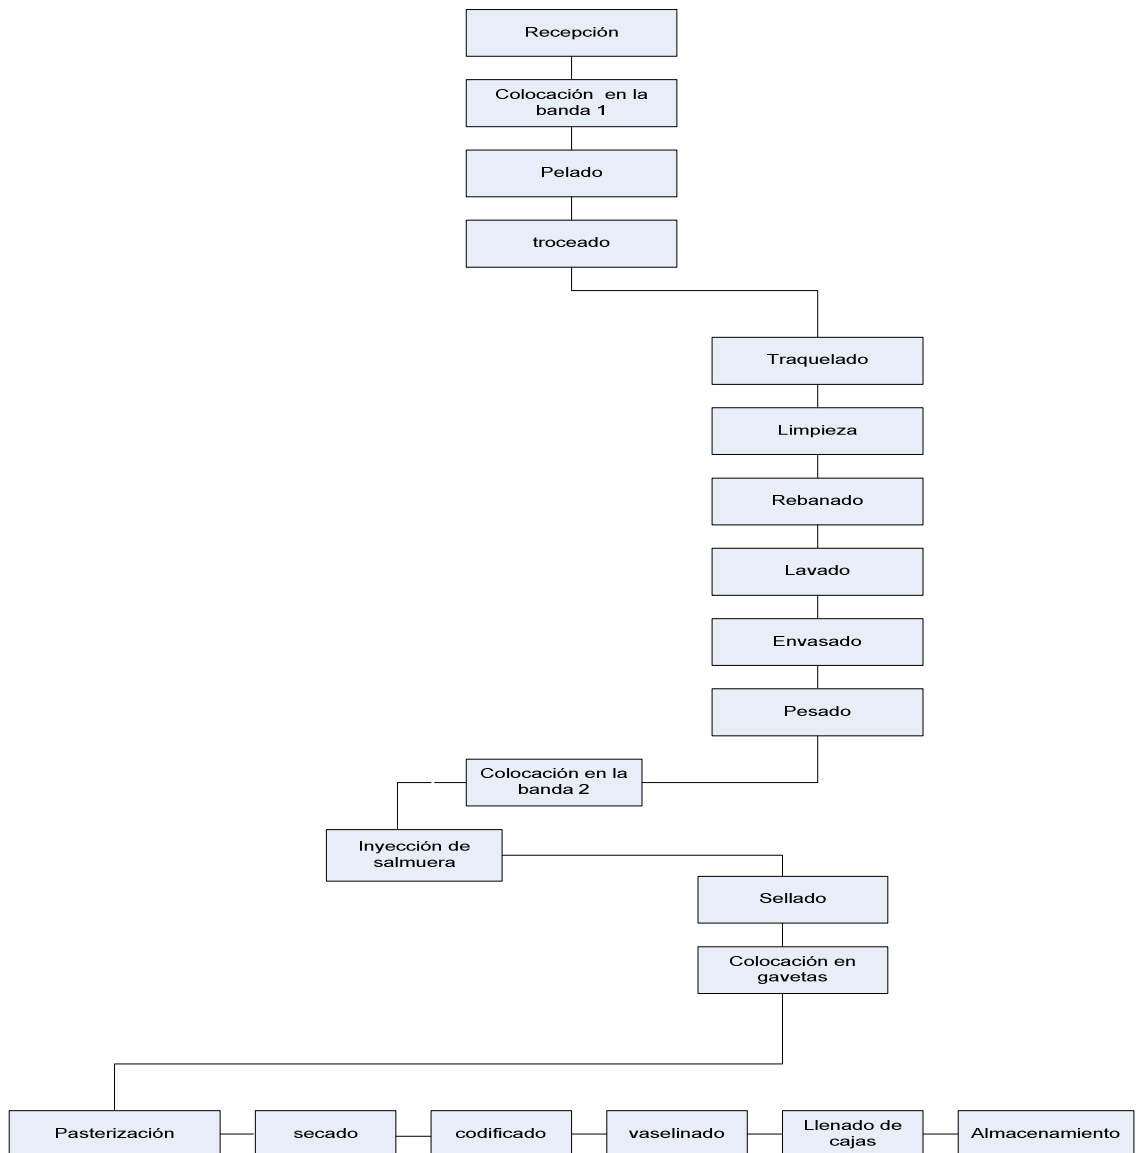 Recepción
Colocación en la
banda 1
Pelado
troceado
Traquelado
Limpieza
Rebanado
Lavado
Envasado
Pesado
Colocación en la
banda 2
Inyección de
salmuera
Sellado
Colocación en
gavetas
Pasterización
secado
codificado
vaselinado
Llenado de
cajas
Almacenamiento